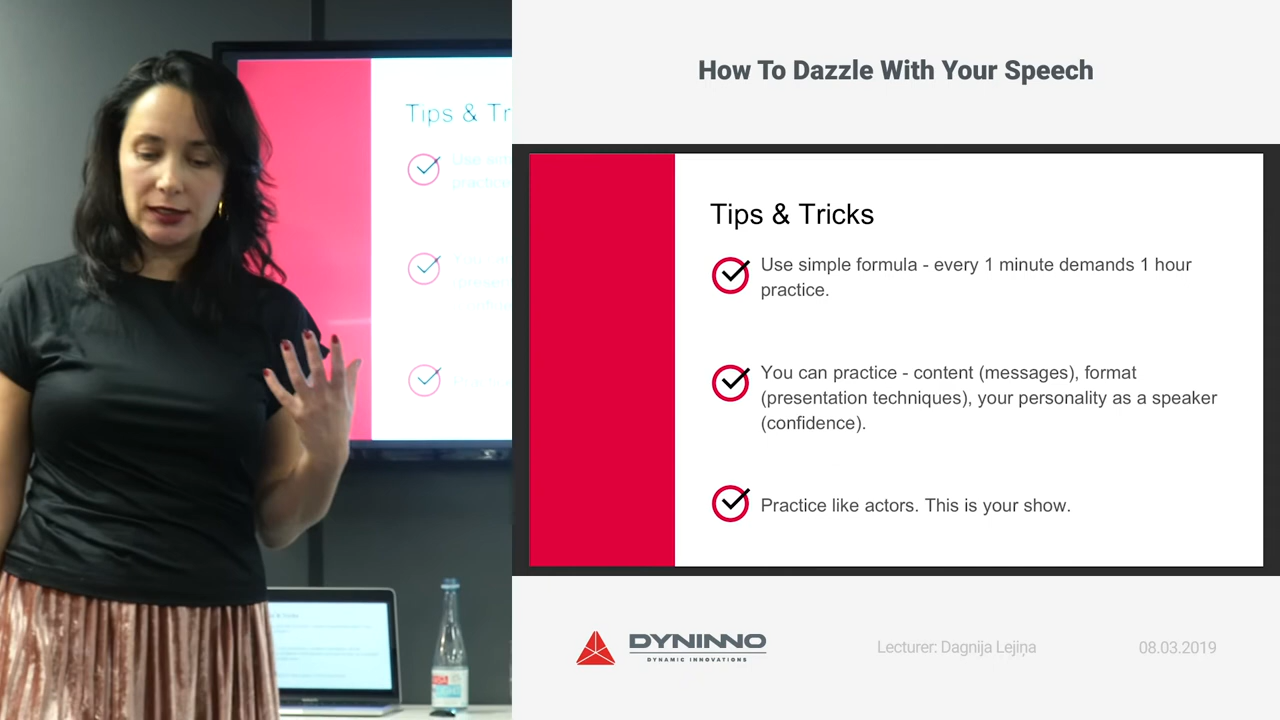 How To Dazzle With Your Speech
Tips & Tr
Tips & Tricks
Use simple formula - every 1 minute demands 1 hour
practice.
You can practice - content (messages), format
(presentation techniques), your personality as a speaker
(confidence).
Practice like actors. This is your show.
DYNINNO
DYNAMIC INNOVATIONS
Lecturer: Dagnija Lejiņa
08.03.2019